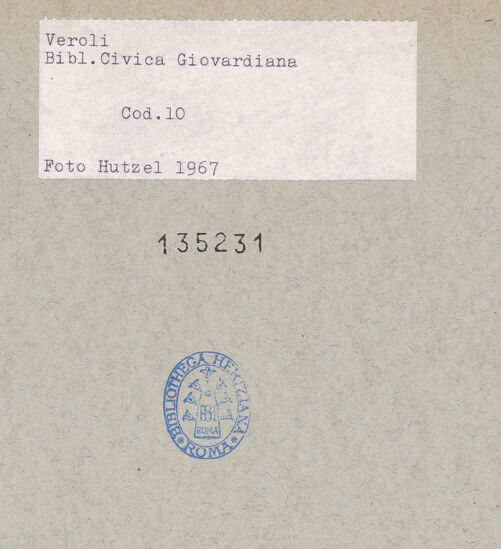 Veroli
Bibl.Civica Giovardiana
Cod.10
Foto Hutzel 1967
135231
BIBLIOTHECA HERTZIANA
ROMA
ROMA